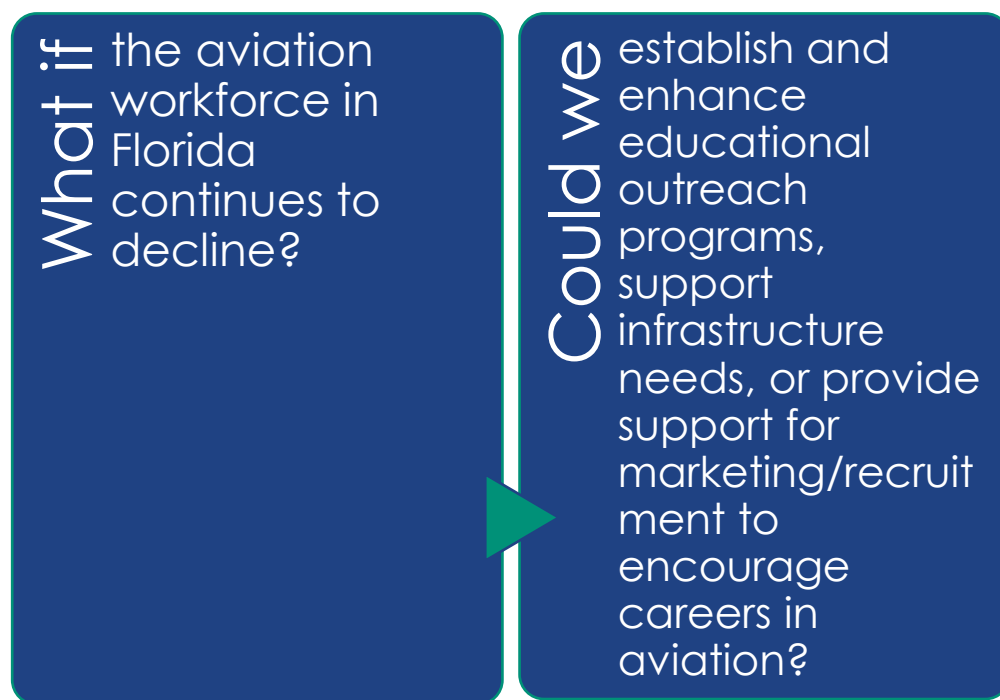 What if
the aviation
workforce in
Florida
continues to
decline?
Could we
establish and
enhance
educational
outreach
programs,
support
infrastructure
needs, or provide
support for
marketing/recruit
ment to
encourage
careers in
aviation?